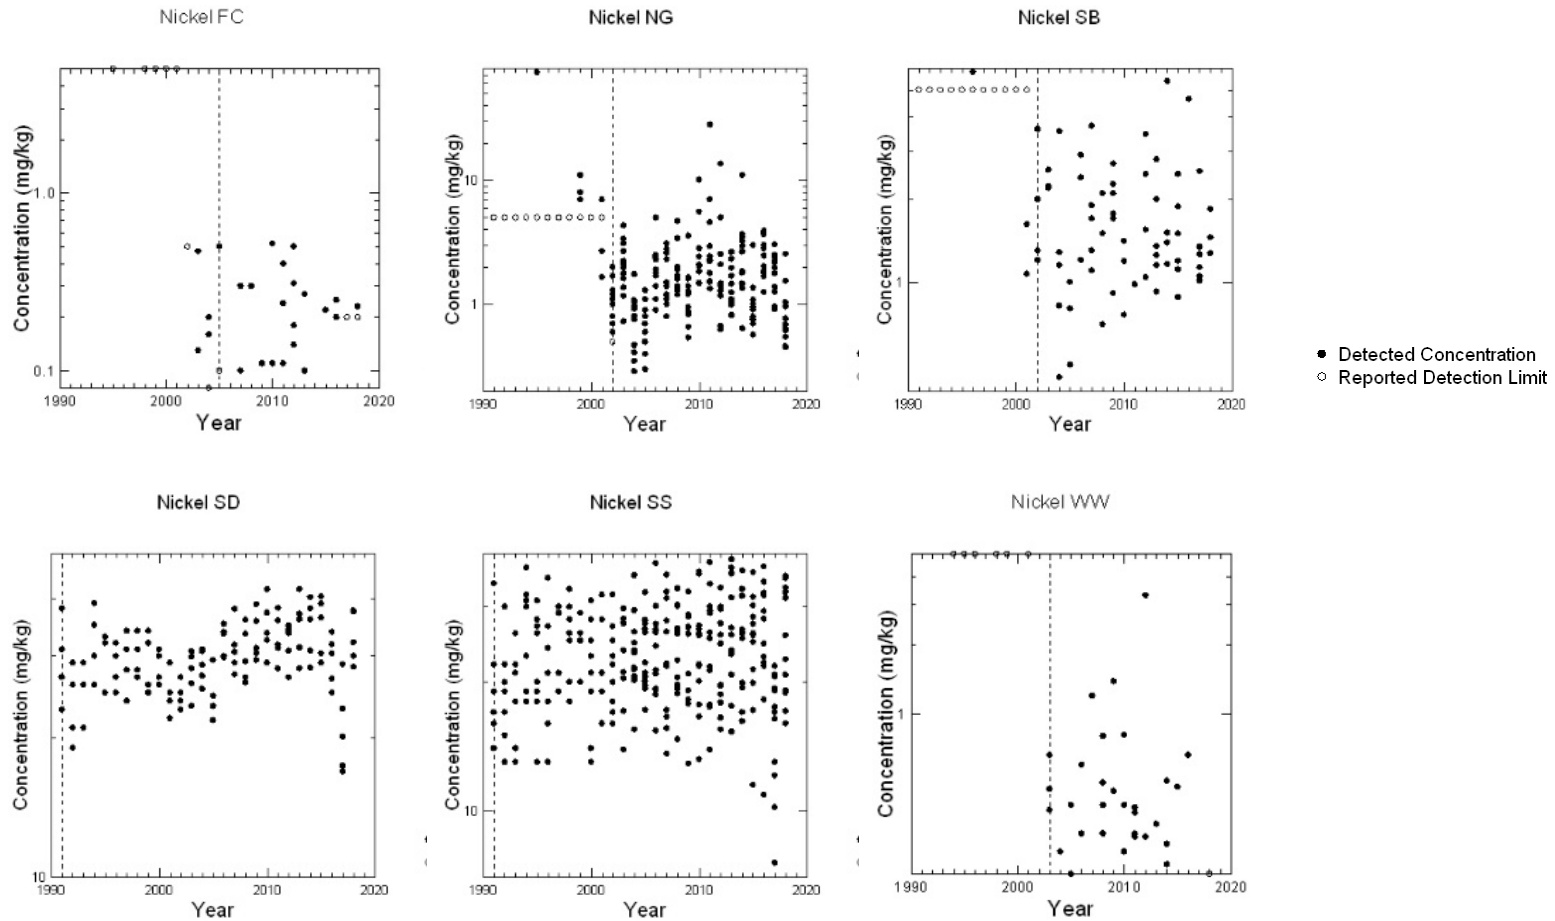 Nickel FC
Nickel NG
Nickel SB
Concentration (mg/kg)
1.0
0.1
1990
2000
2010
2020
Year
Concentration (mg/kg)
10
1
1990
2000
2010
2020
Year
Concentration (mg/kg)
1
1990
2000
2010
2020
Year
Detected Concentration
Reported Detection Limit
Nickel SD
Nickel SS
Nickel WW
Concentration (mg/kg)
10
1990
2000
2010
2020
Year
Concentration (mg/kg)
10
1990
2000
2010
2020
Year
Concentration (mg/kg)
1
1990
2000
2010
2020
Year